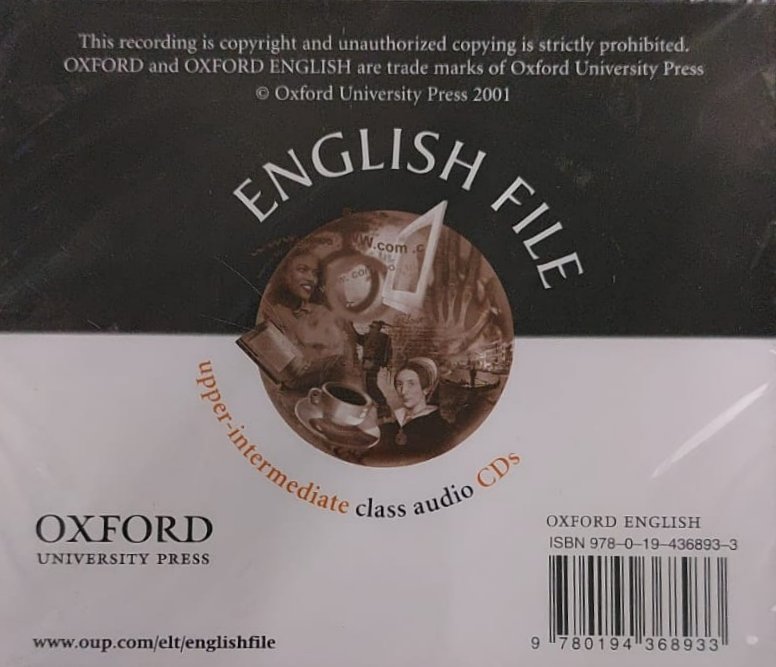 This recording is copyright and unauthorized copying is strictly prohibited.
OXFORD and OXFORD ENGLISH are trade marks of Oxford University Press
© Oxford University Press 2001
ENGLISH FILE
W.com .c
upper-intermediate class audio CDs
OXFORD
UNIVERSITY PRESS
www.oup.com/elt/englishfile
OXFORD ENGLISH
ISBN 978-0-19-436893-3
9 780194 368933